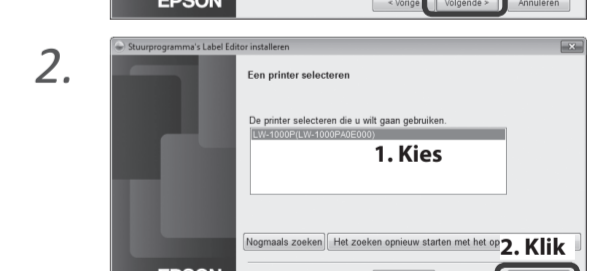 EPSON
< Vorige
Volgende >
Annuleren
2.
Stuurprogramma's Label Editor installeren
Een printer selecteren
De printer selecteren die u wilt gaan gebruiken.
LW-1000P(LW-1000PA0E000)
1. Kies
Nogmaals zoeken
Het zoeken opnieuw starten met het op
2. Klik
EPSON